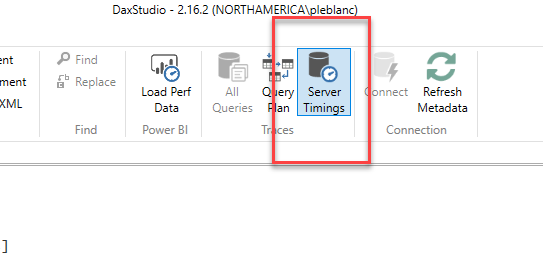 DaxStudio - 2.16.2 (NORTHAMERICA\pleblanc)
ent
ment
XML
Find
Replace
Find
Load Perf
Data
Power BI
All
Queries
Query
Plan
Server
Timings
Traces
Connect
Refresh
Metadata
Connection
]